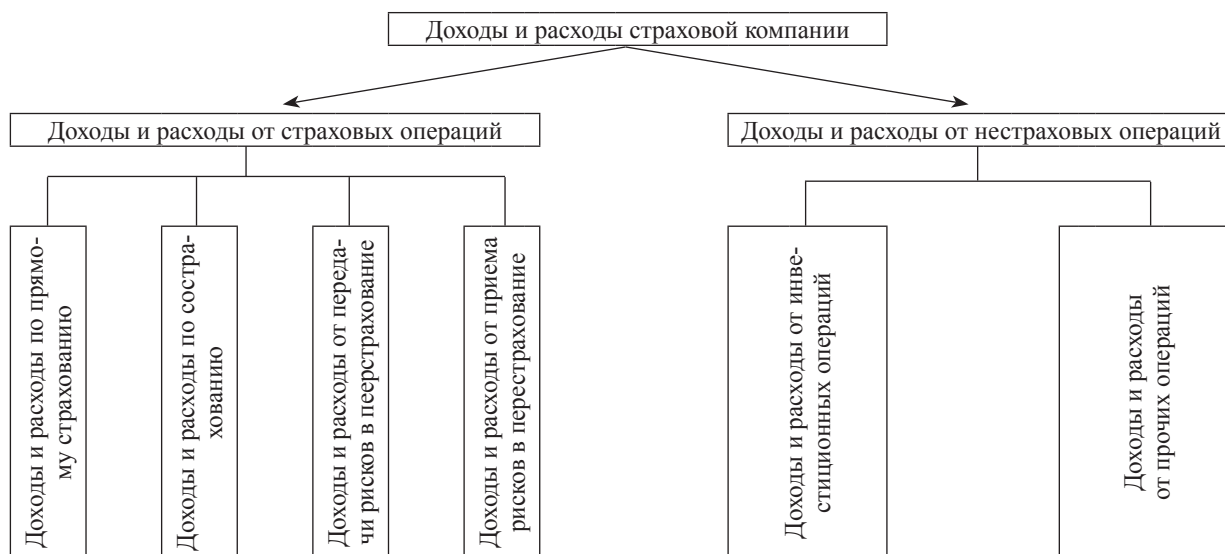 Доходы и расходы страховой компании
Доходы и расходы от страховых операций
Доходы и расходы от нестраховых операций
Доходы и расходы по прямо-
му страхованию
Доходы и расходы по состра-
хованию
Доходы и расходы от переда-
чи рисков в пеерстрахование
Доходы и расходы от приема
рисков в перестрахование
Доходы и расходы от инве-
стиционных операций
Доходы и расходы
от прочих операций